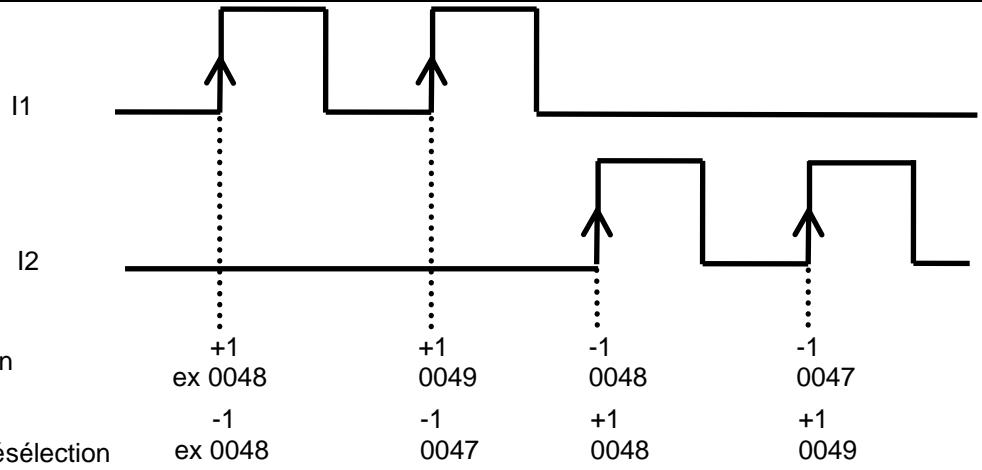 I1
I2
+1 +1 -1 -1
n
ex 0048 0049 0048 0047
-1 -1 +1 +1
ésélection ex 0048 0047 0048 0049